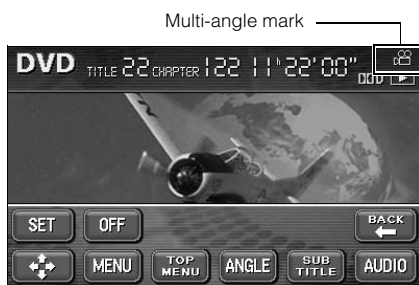 Multi-angle mark
DVD TITLE 22 CHAPTER 122 11h22'00"
SET OFF BACK
MENU TOP MENU ANGLE SUB TITLE AUDIO